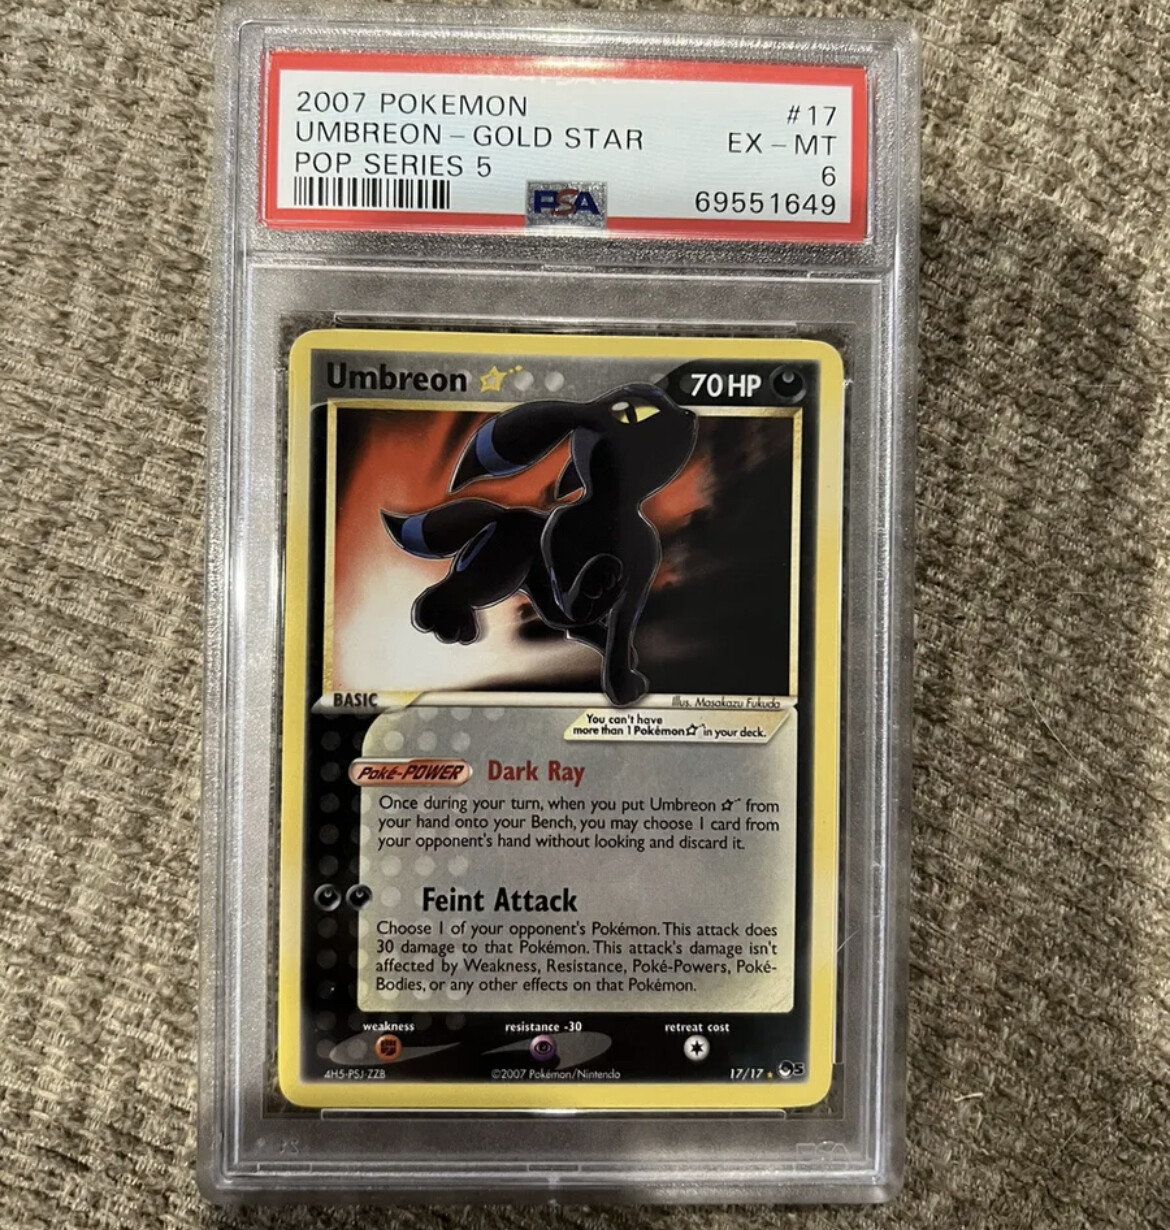 2007 POKEMON #17
UMBREON - GOLD STAR EX - MT
POP SERIES 5 6
PSA 69551649
Umbreon ☆ 70 HP
BASIC Illus. Masakazu Fukuda
You can't have
more than 1 Pokémon ☆ in your deck.
Poké-POWER Dark Ray
Once during your turn, when you put Umbreon ☆ from
your hand onto your Bench, you may choose 1 card from
your opponent's hand without looking and discard it.
Feint Attack
Choose 1 of your opponent's Pokémon. This attack does
30 damage to that Pokémon. This attack's damage isn't
affected by Weakness, Resistance, Poké-Powers, Poké-
Bodies, or any other effects on that Pokémon.
weakness resistance -30 retreat cost
4H5-PSJ-ZZB ©2007 Pokémon/Nintendo 17/17 ★ 5
PSA